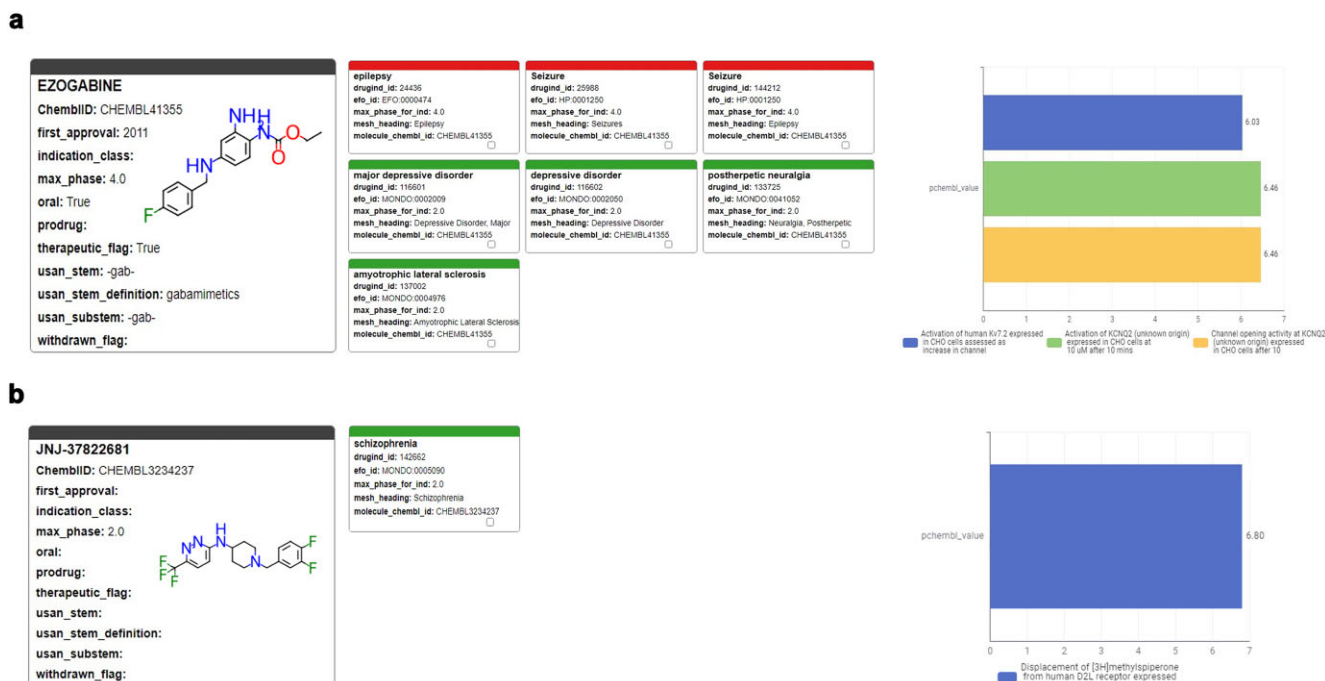 a
EZOGABINE
ChemblID: CHEMBL41355
first_approval: 2011
indication_class:
max_phase: 4.0
oral: True
prodrug:
therapeutic_flag: True
usan_stem: -gab-
usan_stem_definition: gabamimetics
usan_substem: -gab-
withdrawn_flag:
NH2
H
N
O
O
HN
F
epilepsy
drugind_id: 24436
efo_id: EFO:0000474
max_phase_for_ind: 4.0
mesh_heading: Epilepsy
molecule_chembl_id: CHEMBL41355
Seizure
drugind_id: 25988
efo_id: HP:0001250
max_phase_for_ind: 4.0
mesh_heading: Seizures
molecule_chembl_id: CHEMBL41355
Seizure
drugind_id: 144212
efo_id: HP:0001250
max_phase_for_ind: 4.0
mesh_heading: Epilepsy
molecule_chembl_id: CHEMBL41355
major depressive disorder
drugind_id: 116601
efo_id: MONDO:0002009
max_phase_for_ind: 2.0
mesh_heading: Depressive Disorder, Major
molecule_chembl_id: CHEMBL41355
depressive disorder
drugind_id: 116602
efo_id: MONDO:0002050
max_phase_for_ind: 2.0
mesh_heading: Depressive Disorder
molecule_chembl_id: CHEMBL41355
postherpetic neuralgia
drugind_id: 133725
efo_id: MONDO:0041052
max_phase_for_ind: 2.0
mesh_heading: Neuralgia, Postherpetic
molecule_chembl_id: CHEMBL41355
amyotrophic lateral sclerosis
drugind_id: 137002
efo_id: MONDO:0004976
max_phase_for_ind: 2.0
mesh_heading: Amyotrophic Lateral Sclerosis
molecule_chembl_id: CHEMBL41355
pchembl_value
6.03
6.46
6.46
0 1 2 3 4 5 6 7
Activation of human Kv7.2 expressed
in CHO cells assessed as
increase in channel
Activation of KCNQ2 (unknown origin)
expressed in CHO cells at
10 uM after 10 mins
Channel opening activity at KCNQ2
(unknown origin) expressed
in CHO cells after 10
b
JNJ-37822681
ChemblID: CHEMBL3234237
first_approval:
indication_class:
max_phase: 2.0
oral:
prodrug:
therapeutic_flag:
usan_stem:
usan_stem_definition:
usan_substem:
withdrawn_flag:
H
N
N
N
N
F
F
F
F
F
schizophrenia
drugind_id: 142662
efo_id: MONDO:0005090
max_phase_for_ind: 2.0
mesh_heading: Schizophrenia
molecule_chembl_id: CHEMBL3234237
pchembl_value
6.80
0 1 2 3 4 5 6 7
Displacement of [3H]methylspiperone
from human D2L receptor expressed